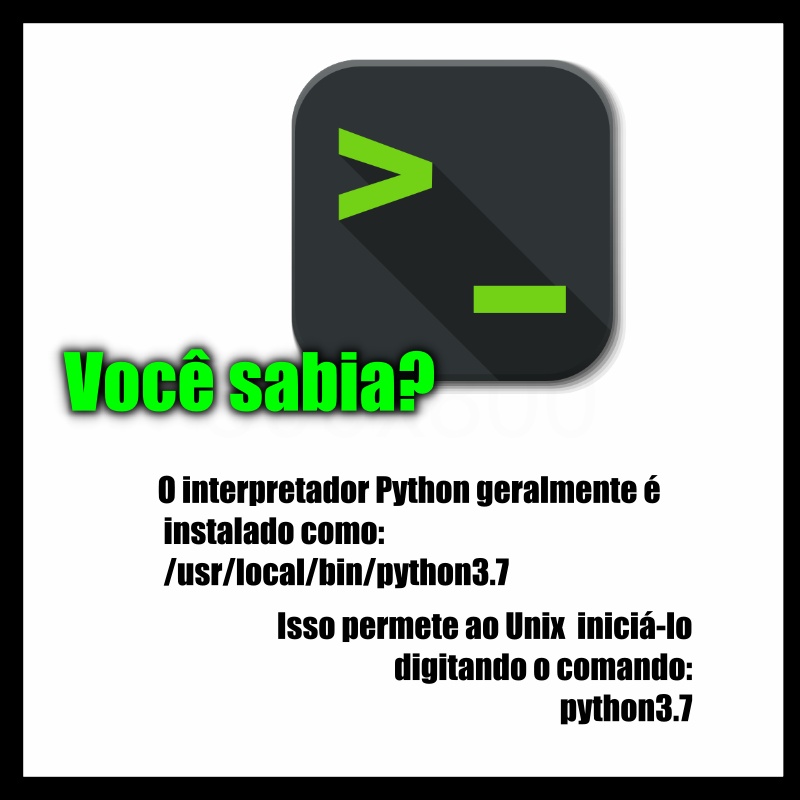 >_
Você sabia?
O interpretador Python geralmente é
instalado como:
/usr/local/bin/python3.7
Isso permete ao Unix iniciá-lo
digitando o comando:
python3.7